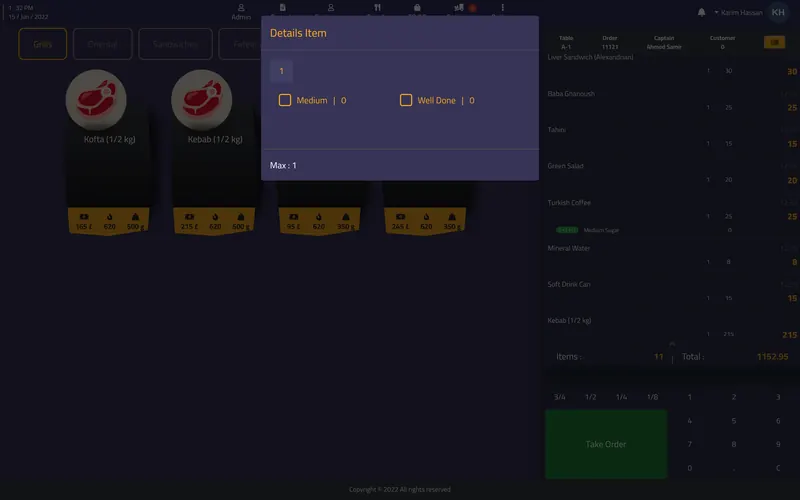 1 : 32 PM
15 / Jan / 2022
Admin
Karim Hassan
KH
Grills
Oriental
Sandwiches
Kofta (1/2 kg)
Kebab (1/2 kg)
165 £ 620 500 g
215 £ 620 500 g
95 £ 620 350 g
245 £ 620 350 g
Details Item
1
Medium | 0
Well Done | 0
Max : 1
Table Order Captain Customer
A-1 11121 Ahmed Samir 0
Liver Sandwich (Alexandrian)
1 30 30
Baba Ghanoush
1 25 25
Tahini
1 15 15
Green Salad
1 20 20
Turkish Coffee
1 25 25
Medium Sugar 0
Mineral Water
1 8 8
Soft Drink Can
1 15 15
Kebab (1/2 kg)
1 215 215
Items : 11 | Total : 1152.95
3/4 1/2 1/4 1/8 1 2 3
4 5 6
Take Order
7 8 9
0 . C
Copyright © 2022 All rights reserved